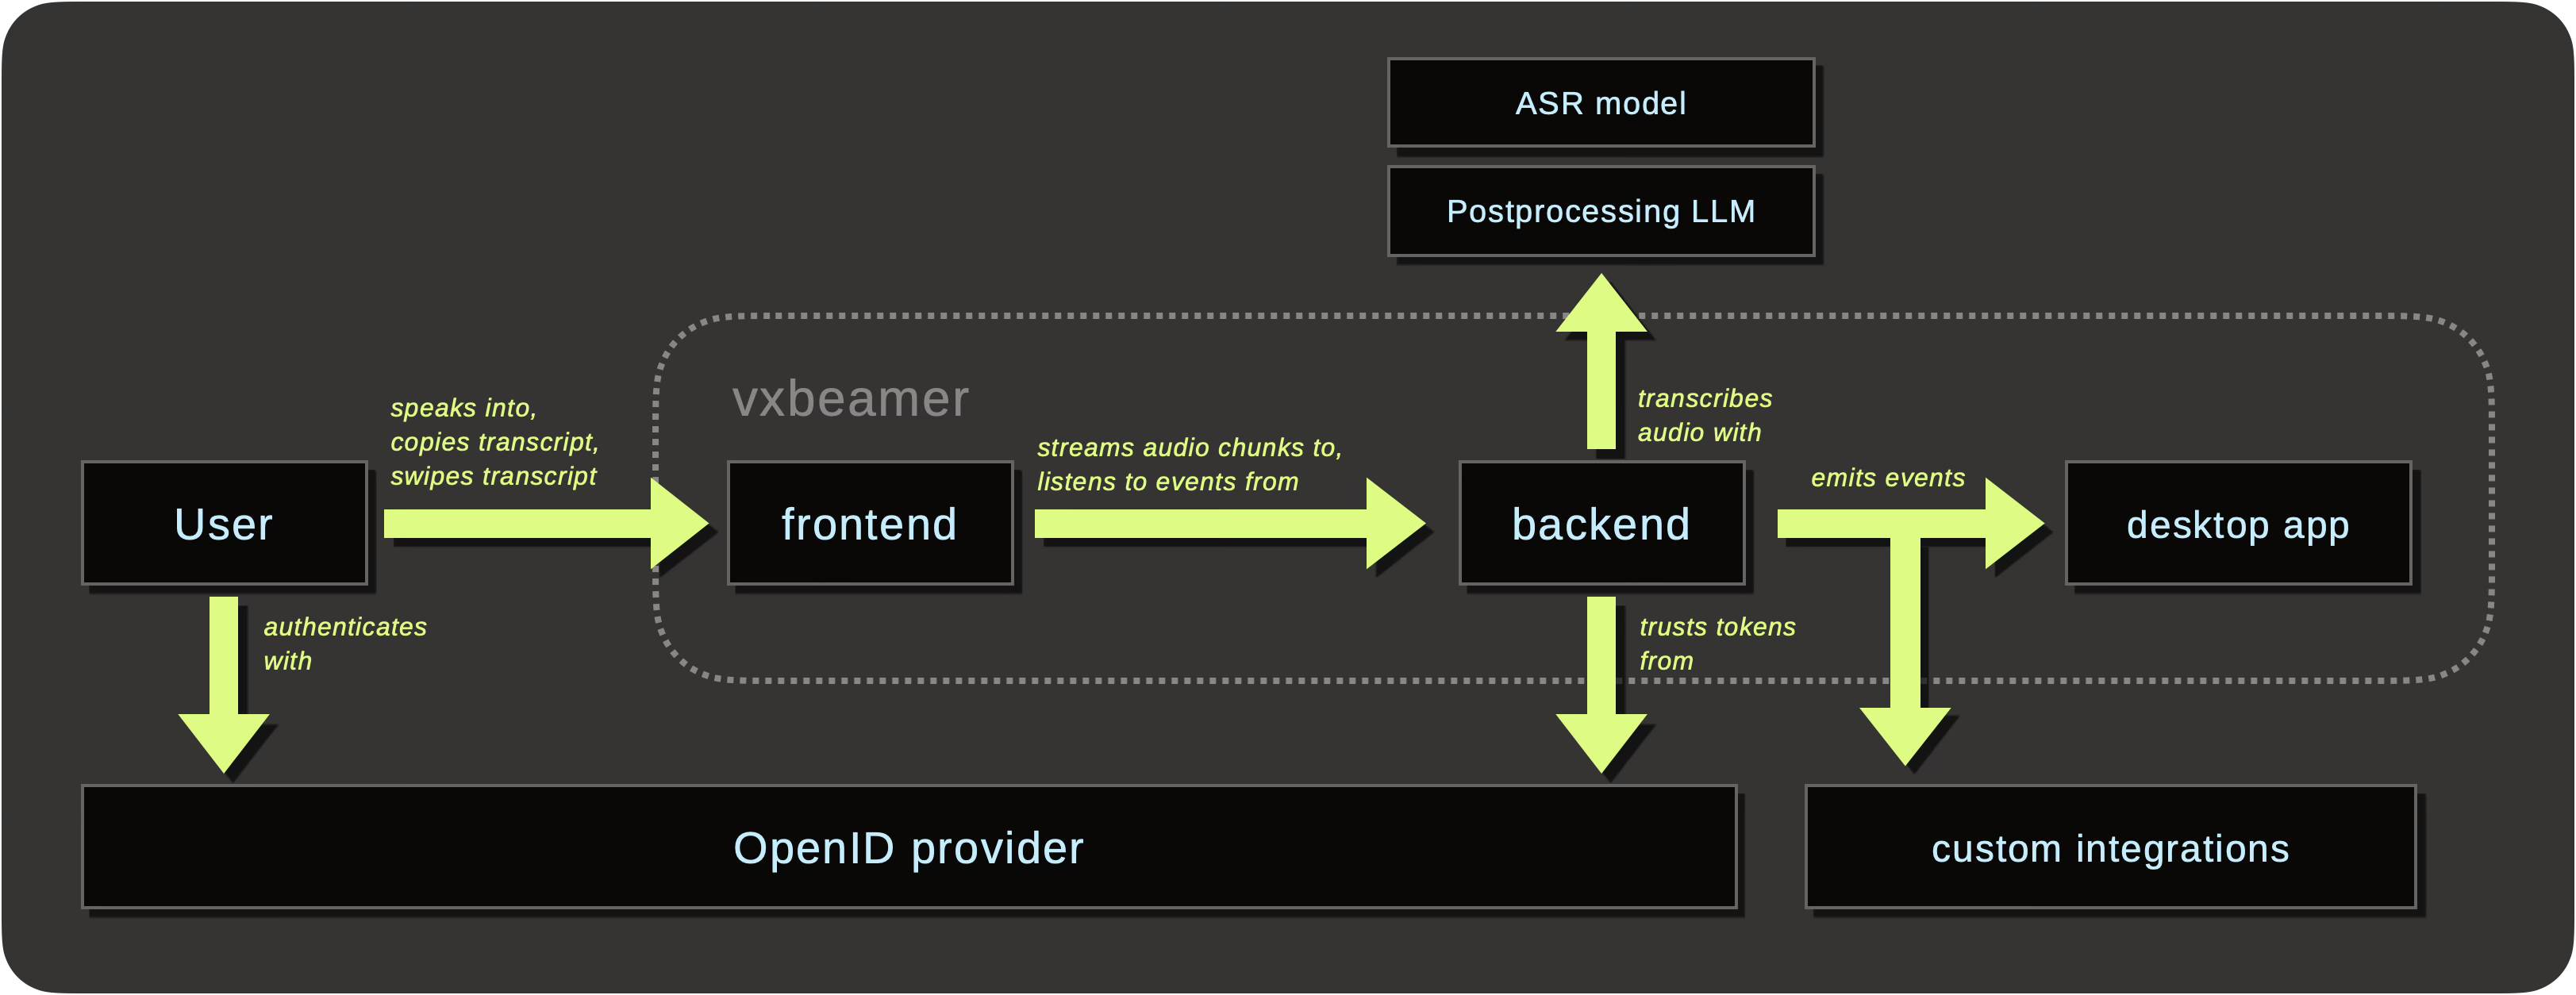 ASR model
Postprocessing LLM
vxbeamer
speaks into,
copies transcript,
swipes transcript
streams audio chunks to,
listens to events from
transcribes
audio with
emits events
User
frontend
backend
desktop app
authenticates
with
trusts tokens
from
OpenID provider
custom integrations